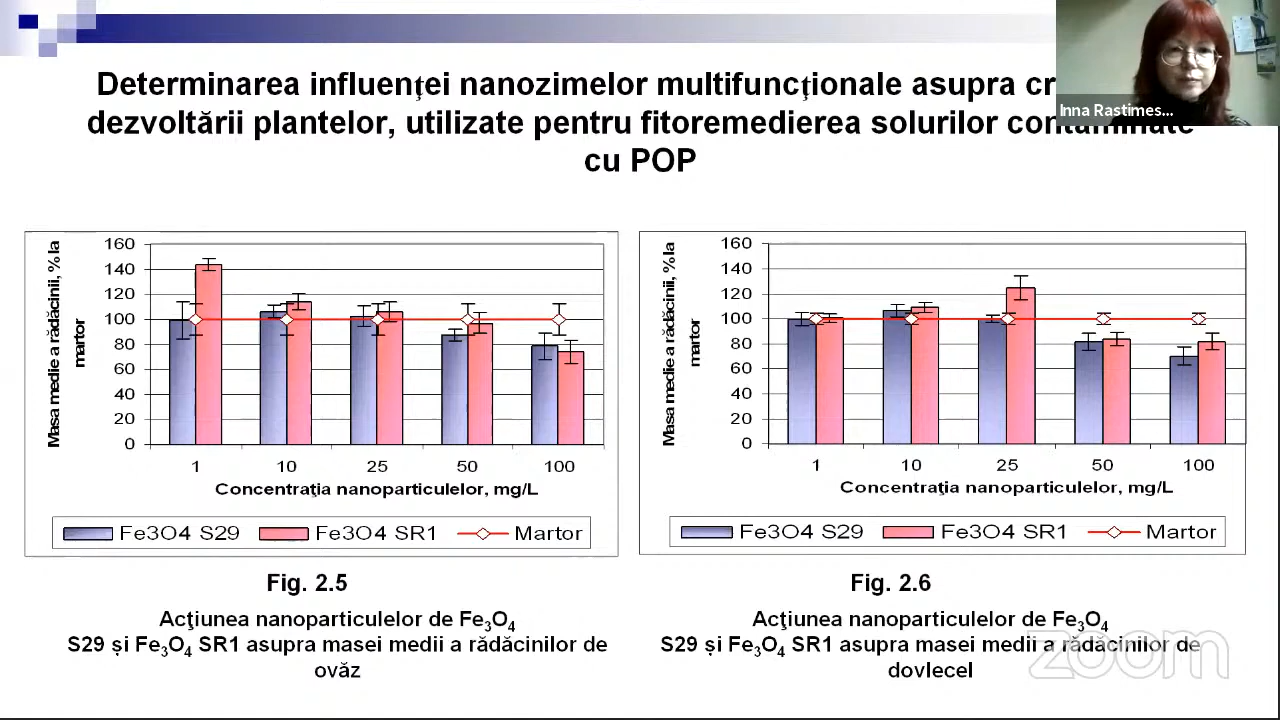 Determinarea influenţei nanozimelor multifuncţionale asupra
dezvoltării plantelor, utilizate pentru fitoremedierea solurilor contaminate
cu POP
Inna Rastimes...
Masa medie a rădăcinii, % la
martor
160
140
120
100
80
60
40
20
0
1 10 25 50 100
Concentraţia nanoparticulelor, mg/L
Fe3O4 S29 Fe3O4 SR1 Martor
Masa medie a rădăcinii, % la
martor
160
140
120
100
80
60
40
20
0
1 10 25 50 100
Concentraţia nanoparticulelor, mg/L
Fe3O4 S29 Fe3O4 SR1 Martor
Fig. 2.5
Acţiunea nanoparticulelor de Fe₃O₄
S29 și Fe₃O₄ SR1 asupra masei medii a rădăcinilor de
ovăz
Fig. 2.6
Acţiunea nanoparticulelor de Fe₃O₄
S29 și Fe₃O₄ SR1 asupra masei medii a rădăcinilor de
dovlecel
zoom